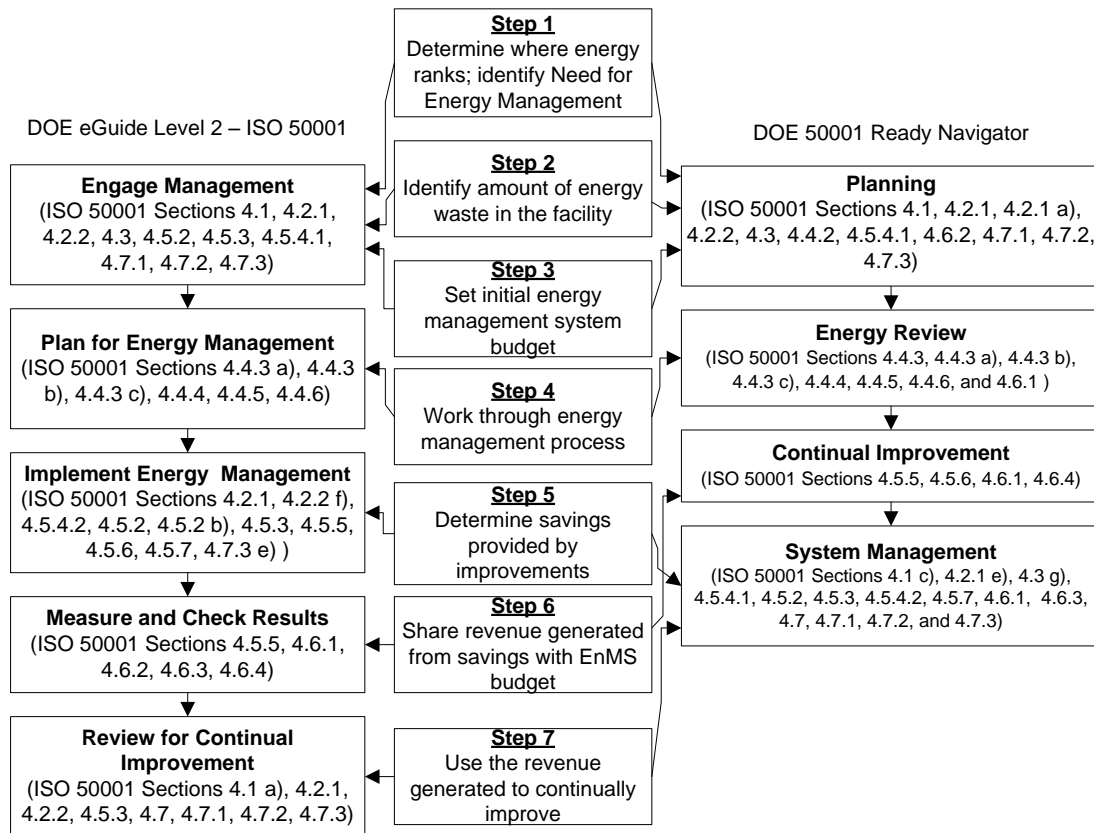 Step 1
Determine where energy
ranks; identify Need for
Energy Management
DOE eGuide Level 2 – ISO 50001
DOE 50001 Ready Navigator
Engage Management
(ISO 50001 Sections 4.1, 4.2.1,
4.2.2, 4.3, 4.5.2, 4.5.3, 4.5.4.1,
4.7.1, 4.7.2, 4.7.3)
Step 2
Identify amount of energy
waste in the facility
Planning
(ISO 50001 Sections 4.1, 4.2.1, 4.2.1 a),
4.2.2, 4.3, 4.4.2, 4.5.4.1, 4.6.2, 4.7.1, 4.7.2,
4.7.3)
Step 3
Set initial energy
management system
budget
Plan for Energy Management
(ISO 50001 Sections 4.4.3 a), 4.4.3
b), 4.4.3 c), 4.4.4, 4.4.5, 4.4.6)
Energy Review
(ISO 50001 Sections 4.4.3, 4.4.3 a), 4.4.3 b),
4.4.3 c), 4.4.4, 4.4.5, 4.4.6, and 4.6.1 )
Step 4
Work through energy
management process
Continual Improvement
(ISO 50001 Sections 4.5.5, 4.5.6, 4.6.1, 4.6.4)
Implement Energy  Management
(ISO 50001 Sections 4.2.1, 4.2.2 f),
4.5.4.2, 4.5.2, 4.5.2 b), 4.5.3, 4.5.5,
4.5.6, 4.5.7, 4.7.3 e) )
Step 5
Determine savings
provided by
improvements
System Management
(ISO 50001 Sections 4.1 c), 4.2.1 e), 4.3 g),
4.5.4.1, 4.5.2, 4.5.3, 4.5.4.2, 4.5.7, 4.6.1,  4.6.3,
4.7, 4.7.1, 4.7.2, and 4.7.3)
Measure and Check Results
(ISO 50001 Sections 4.5.5, 4.6.1,
4.6.2, 4.6.3, 4.6.4)
Step 6
Share revenue generated
from savings with EnMS
budget
Review for Continual
Improvement
(ISO 50001 Sections 4.1 a), 4.2.1,
4.2.2, 4.5.3, 4.7, 4.7.1, 4.7.2, 4.7.3)
Step 7
Use the revenue
generated to continually
improve